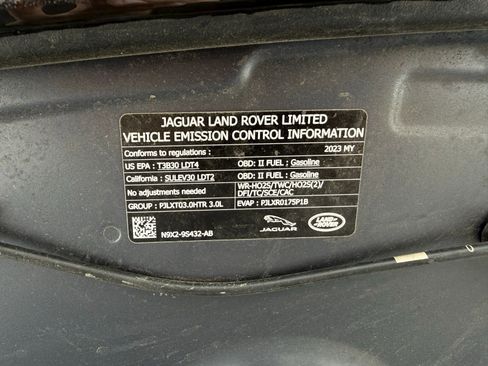 JAGUAR LAND ROVER LIMITED
VEHICLE EMISSION CONTROL INFORMATION
Conforms to regulations : 2023 MY
US EPA : T3B30 LDT4 OBD: II FUEL: Gasoline
California: SULEV30 LDT2 OBD: II FUEL : Gasoline
No adjustments needed WR-HO2S/TWC/HO2S(2)/
DFI/TC/SCE/CAC
GROUP : PJLXT03.0HTR 3.0L EVAP : PJLXR0175P1B
N9X2-9S432-AB
JAGUAR
LAND-
ROVER